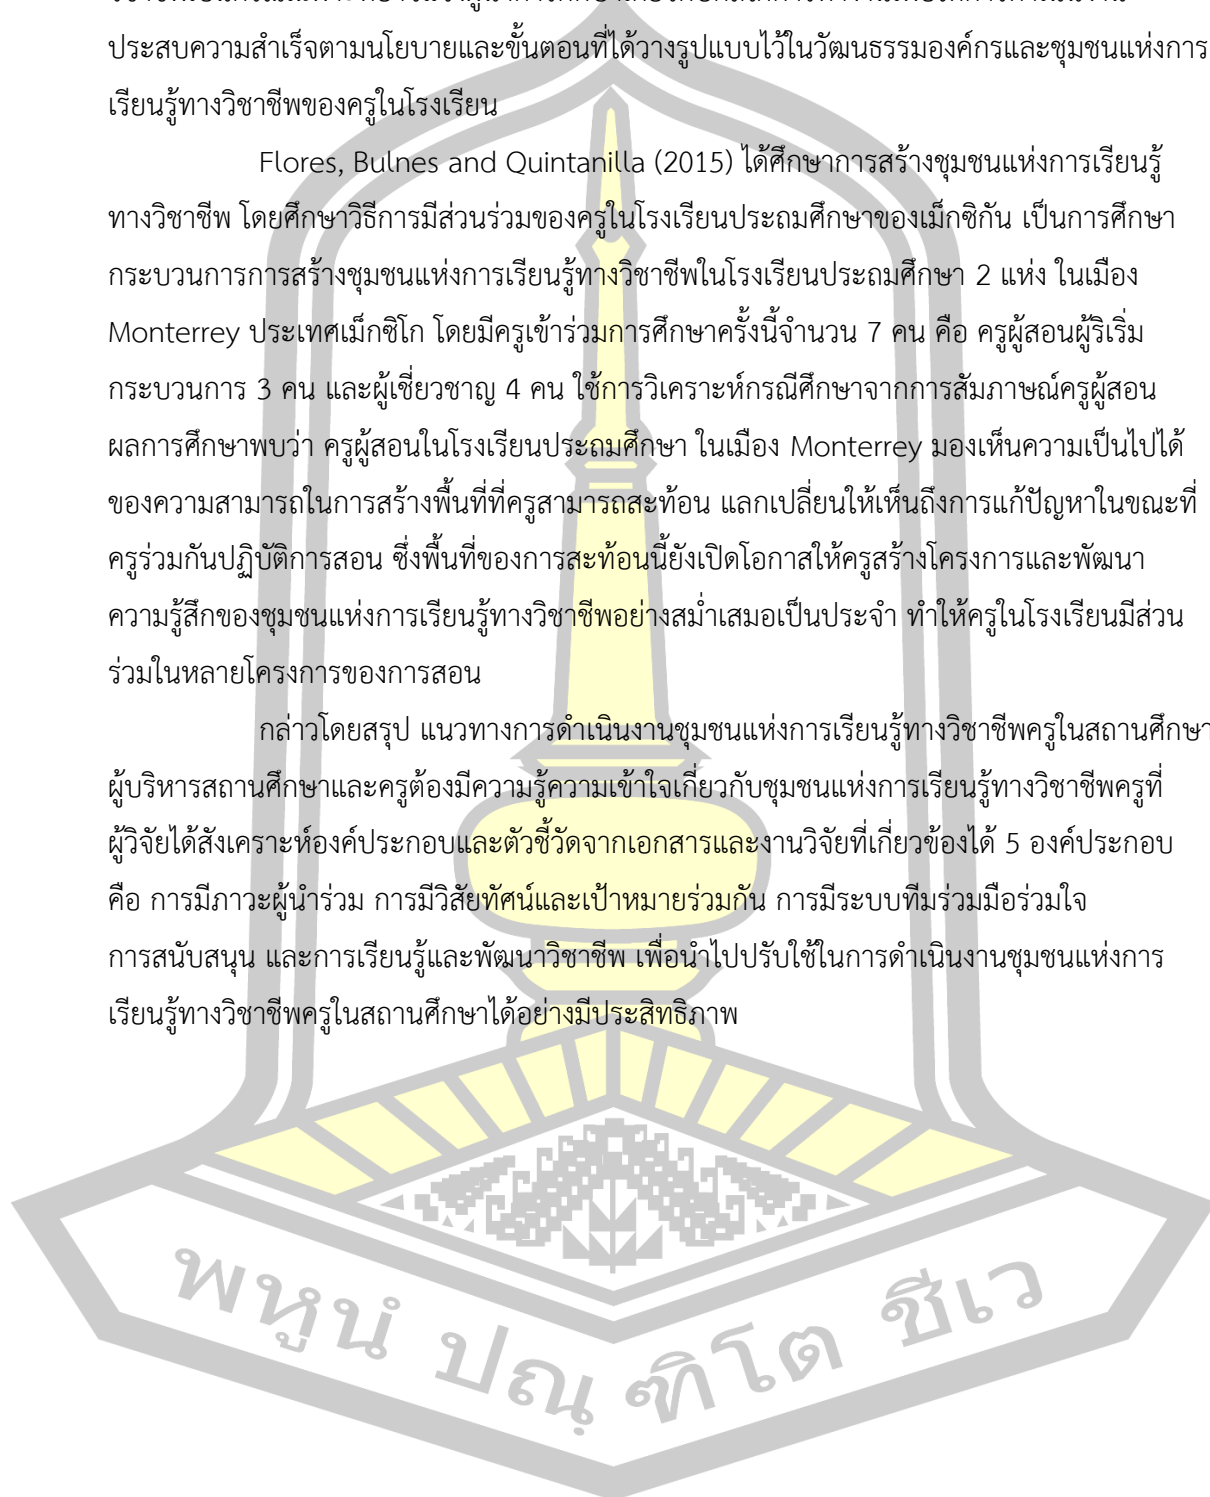 ประสบความสำเร็จตามนโยบายและขั้นตอนที่ได้วางรูปแบบไว้ในวัฒนธรรมองค์กรและชุมชนแห่งการ
เรียนรู้ทางวิชาชีพของครูในโรงเรียน
Flores, Bulnes and Quintanilla (2015) ได้ศึกษาการสร้างชุมชนแห่งการเรียนรู้
ทางวิชาชีพ โดยศึกษาวิธีการมีส่วนร่วมของครูในโรงเรียนประถมศึกษาของเม็กซิกัน เป็นการศึกษา
กระบวนการการสร้างชุมชนแห่งการเรียนรู้ทางวิชาชีพในโรงเรียนประถมศึกษา 2 แห่ง ในเมือง
Monterrey ประเทศเม็กซิโก โดยมีครูเข้าร่วมการศึกษาครั้งนี้จำนวน 7 คน คือ ครูผู้สอนผู้ริเริ่ม
กระบวนการ 3 คน และผู้เชี่ยวชาญ 4 คน ใช้การวิเคราะห์กรณีศึกษาจากการสัมภาษณ์ครูผู้สอน
ผลการศึกษาพบว่า ครูผู้สอนในโรงเรียนประถมศึกษา ในเมือง Monterrey มองเห็นความเป็นไปได้
ของความสามารถในการสร้างพื้นที่ที่ครูสามารถสะท้อน แลกเปลี่ยนให้เห็นถึงการแก้ปัญหาในขณะที่
ครูร่วมกันปฏิบัติการสอน ซึ่งพื้นที่ของการสะท้อนนี้ยังเปิดโอกาสให้ครูสร้างโครงการและพัฒนา
ความรู้สึกของชุมชนแห่งการเรียนรู้ทางวิชาชีพอย่างสม่ำเสมอเป็นประจำ ทำให้ครูในโรงเรียนมีส่วน
ร่วมในหลายโครงการของการสอน
กล่าวโดยสรุป แนวทางการดำเนินงานชุมชนแห่งการเรียนรู้ทางวิชาชีพครูในสถานศึกษา
ผู้บริหารสถานศึกษาและครูต้องมีความรู้ความเข้าใจเกี่ยวกับชุมชนแห่งการเรียนรู้ทางวิชาชีพครูที่
ผู้วิจัยได้สังเคราะห์องค์ประกอบและตัวชี้วัดจากเอกสารและงานวิจัยที่เกี่ยวข้องได้ 5 องค์ประกอบ
คือ การมีภาวะผู้นำร่วม การมีวิสัยทัศน์และเป้าหมายร่วมกัน การมีระบบทีมร่วมมือร่วมใจ
การสนับสนุน และการเรียนรู้และพัฒนาวิชาชีพ เพื่อนำไปปรับใช้ในการดำเนินงานชุมชนแห่งการ
เรียนรู้ทางวิชาชีพครูในสถานศึกษาได้อย่างมีประสิทธิภาพ
พหูนํ ปณฺฑิโต ชีเว